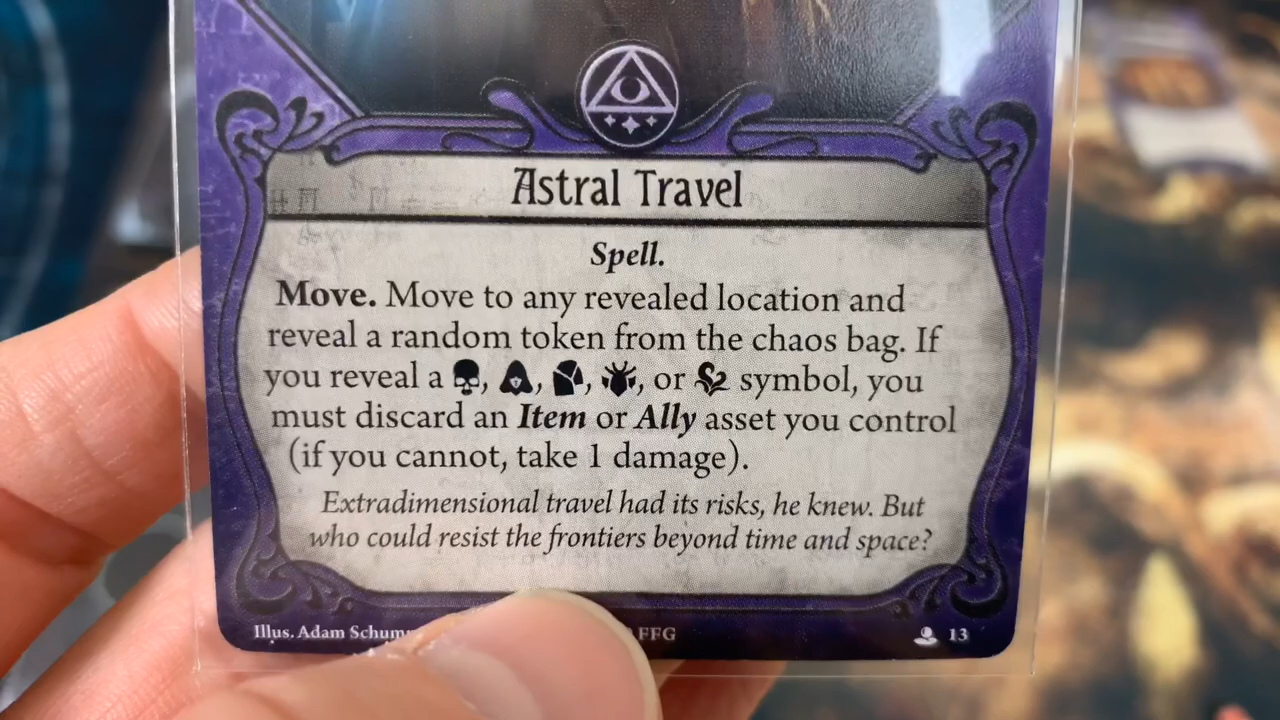 Astral Travel
Spell.
Move. Move to any revealed location and
reveal a random token from the chaos bag. If
you reveal a , , , , or symbol, you
must discard an Item or Ally asset you control
(if you cannot, take 1 damage).
Extradimensional travel had its risks, he knew. But
who could resist the frontiers beyond time and space?
Illus. Adam FFG 13